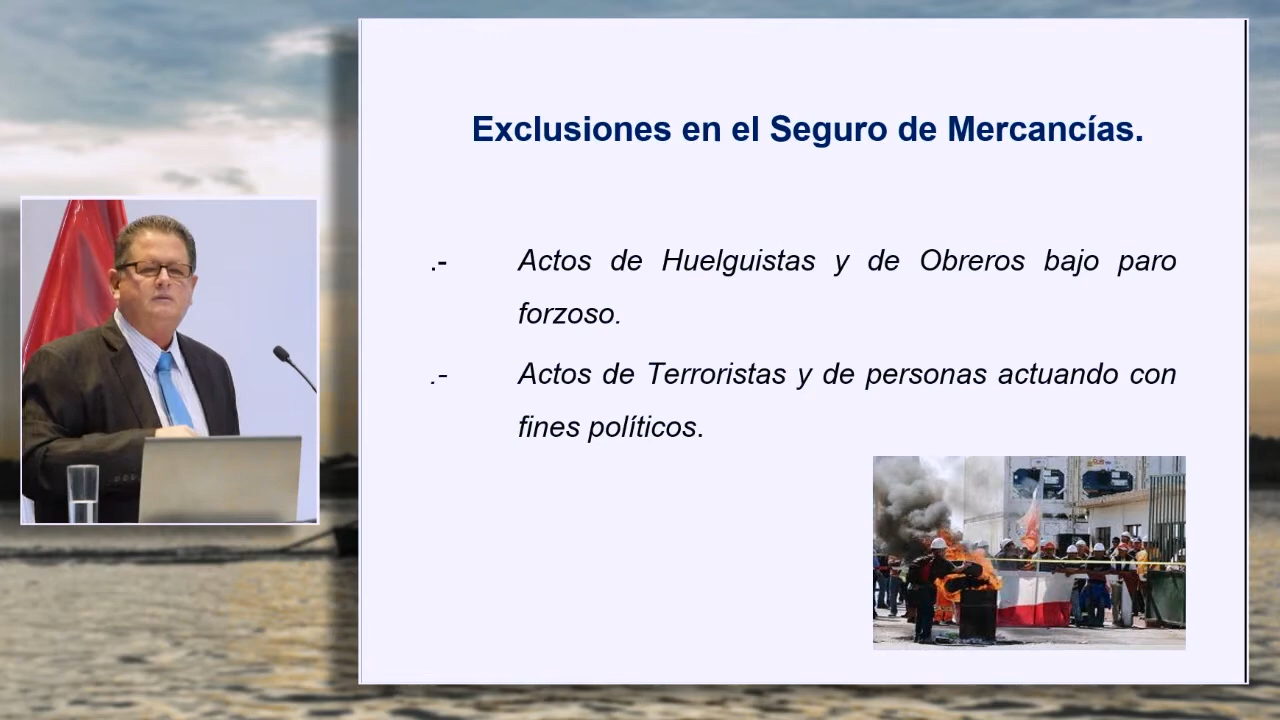 Exclusiones en el Seguro de Mercancías.
.- Actos de Huelguistas y de Obreros bajo paro
forzoso.
.- Actos de Terroristas y de personas actuando con
fines políticos.